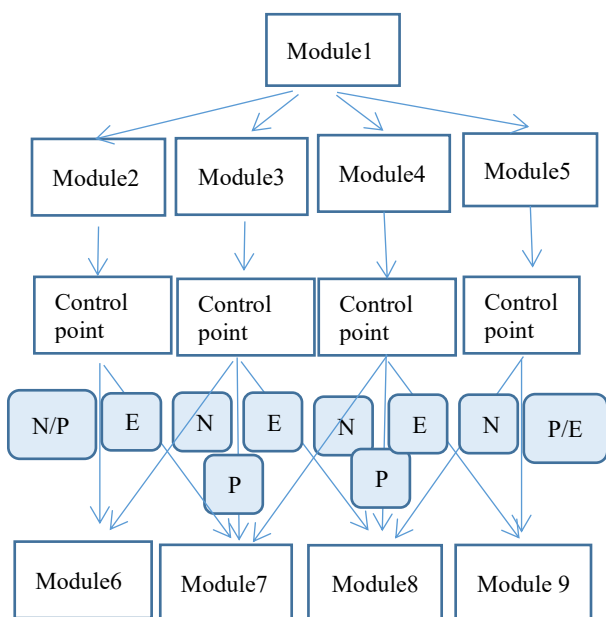 Module1
Module2
Module3
Module4
Module5
Control
point
Control
point
Control
point
Control
point
N/P
E
N
E
N
E
N
P/E
P
P
Module6
Module7
Module8
Module 9